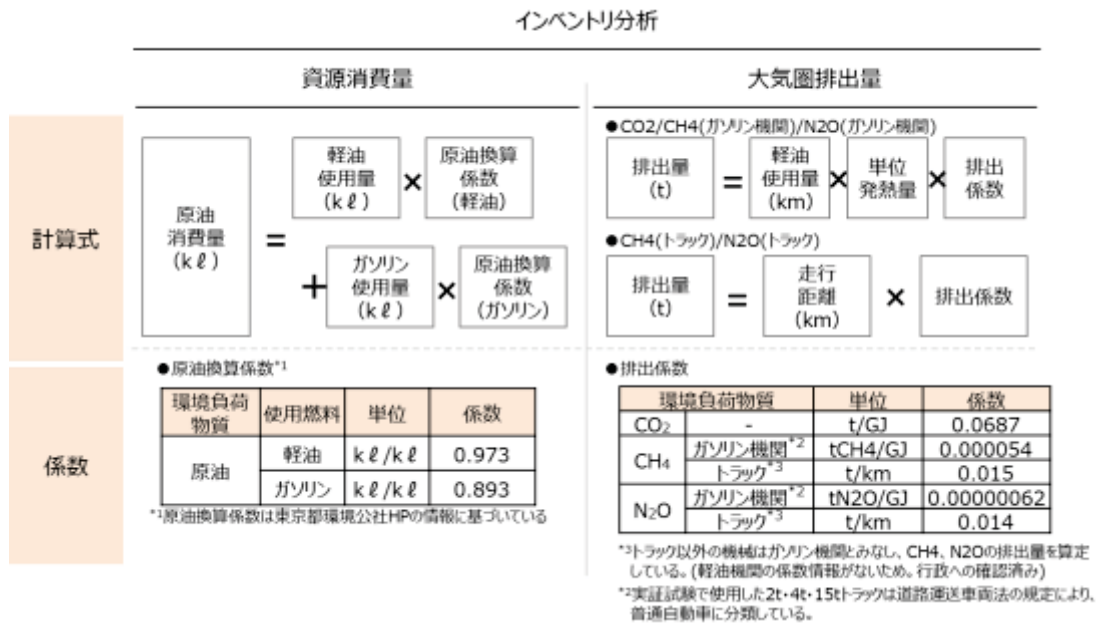 インベントリ分析
資源消費量
大気圏排出量
計算式
原油
消費量
(kℓ)
=
軽油
使用量
(kℓ)
×
原油換算
係数
(軽油)
+
ガソリン
使用量
(kℓ)
×
原油換算
係数
(ガソリン)
●CO2/CH4(ガソリン機関)/N2O(ガソリン機関)
排出量
(t)
=
軽油
使用量
(km)
×
単位
発熱量
×
排出
係数
●CH4(トラック)/N2O(トラック)
排出量
(t)
=
走行
距離
(km)
×
排出係数
係数
●原油換算係数*1
環境負荷
物質
使用燃料 単位 係数
原油
軽油 kℓ/kℓ 0.973
ガソリン kℓ/kℓ 0.893
*1原油換算係数は東京都環境公社HPの情報に基づいている
●排出係数
環境負荷物質 単位 係数
CO2 - t/GJ 0.0687
CH4
ガソリン機関*2 tCH4/GJ 0.000054
トラック*3 t/km 0.015
N2O
ガソリン機関*2 tN2O/GJ 0.00000062
トラック*3 t/km 0.014
*3トラック以外の機械はガソリン機関とみなし、CH4、N2Oの排出量を算定
している。(軽油機関の係数情報がないため。行政への確認済み)
*2実証試験で使用した2t・4t・15tトラックは道路運送車両法の規定により、
普通自動車に分類している。